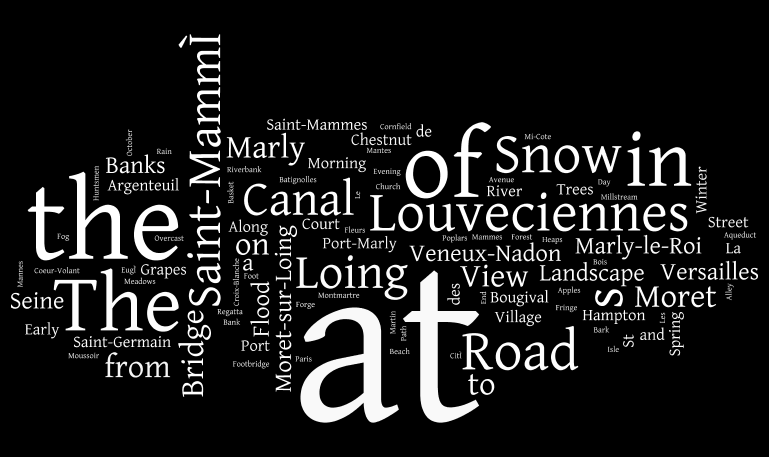 Saint-MammÌ
Saint-Mammes
Cornfield
de
October
Rain
Marly
Chestnut
Mantes
Mi-Cote
Snow
in
of
Banks
Argenteuil
Huntsmen
Riverbank
Morning
Evening
Basket
Batignolles
Church
Avenue
River
Trees
Day
Millstream
Winter
the
Canal
Le
Louveciennes
Street
Aqueduct
Fog
Overcast
Along
Court
Fleurs
on
Port-Marly
Poplars
Mammes
Forest
Heaps
Marly-le-Roi
La
Veneux-Nadon
Mannes
Coeur-Volant
Eugl
Grapes
Croix-Blanche
a
Foot
Meadows
Loing
Moret-sur-Loing
View
Landscape
Bois
Versailles
The
Seine
Early
Regatta
Bank
Flood
Montmartre
Forge
des
End
Bougival
Apples
s
Moret
Alley
Village
Fringe
Hampton
Saint-Germain
Moussoir
from
Bridge
Port
Footbridge
Paris
at
Martin
Path
Beach
Citì
Road
to
Bark
Isle
St
and
Les
Spring